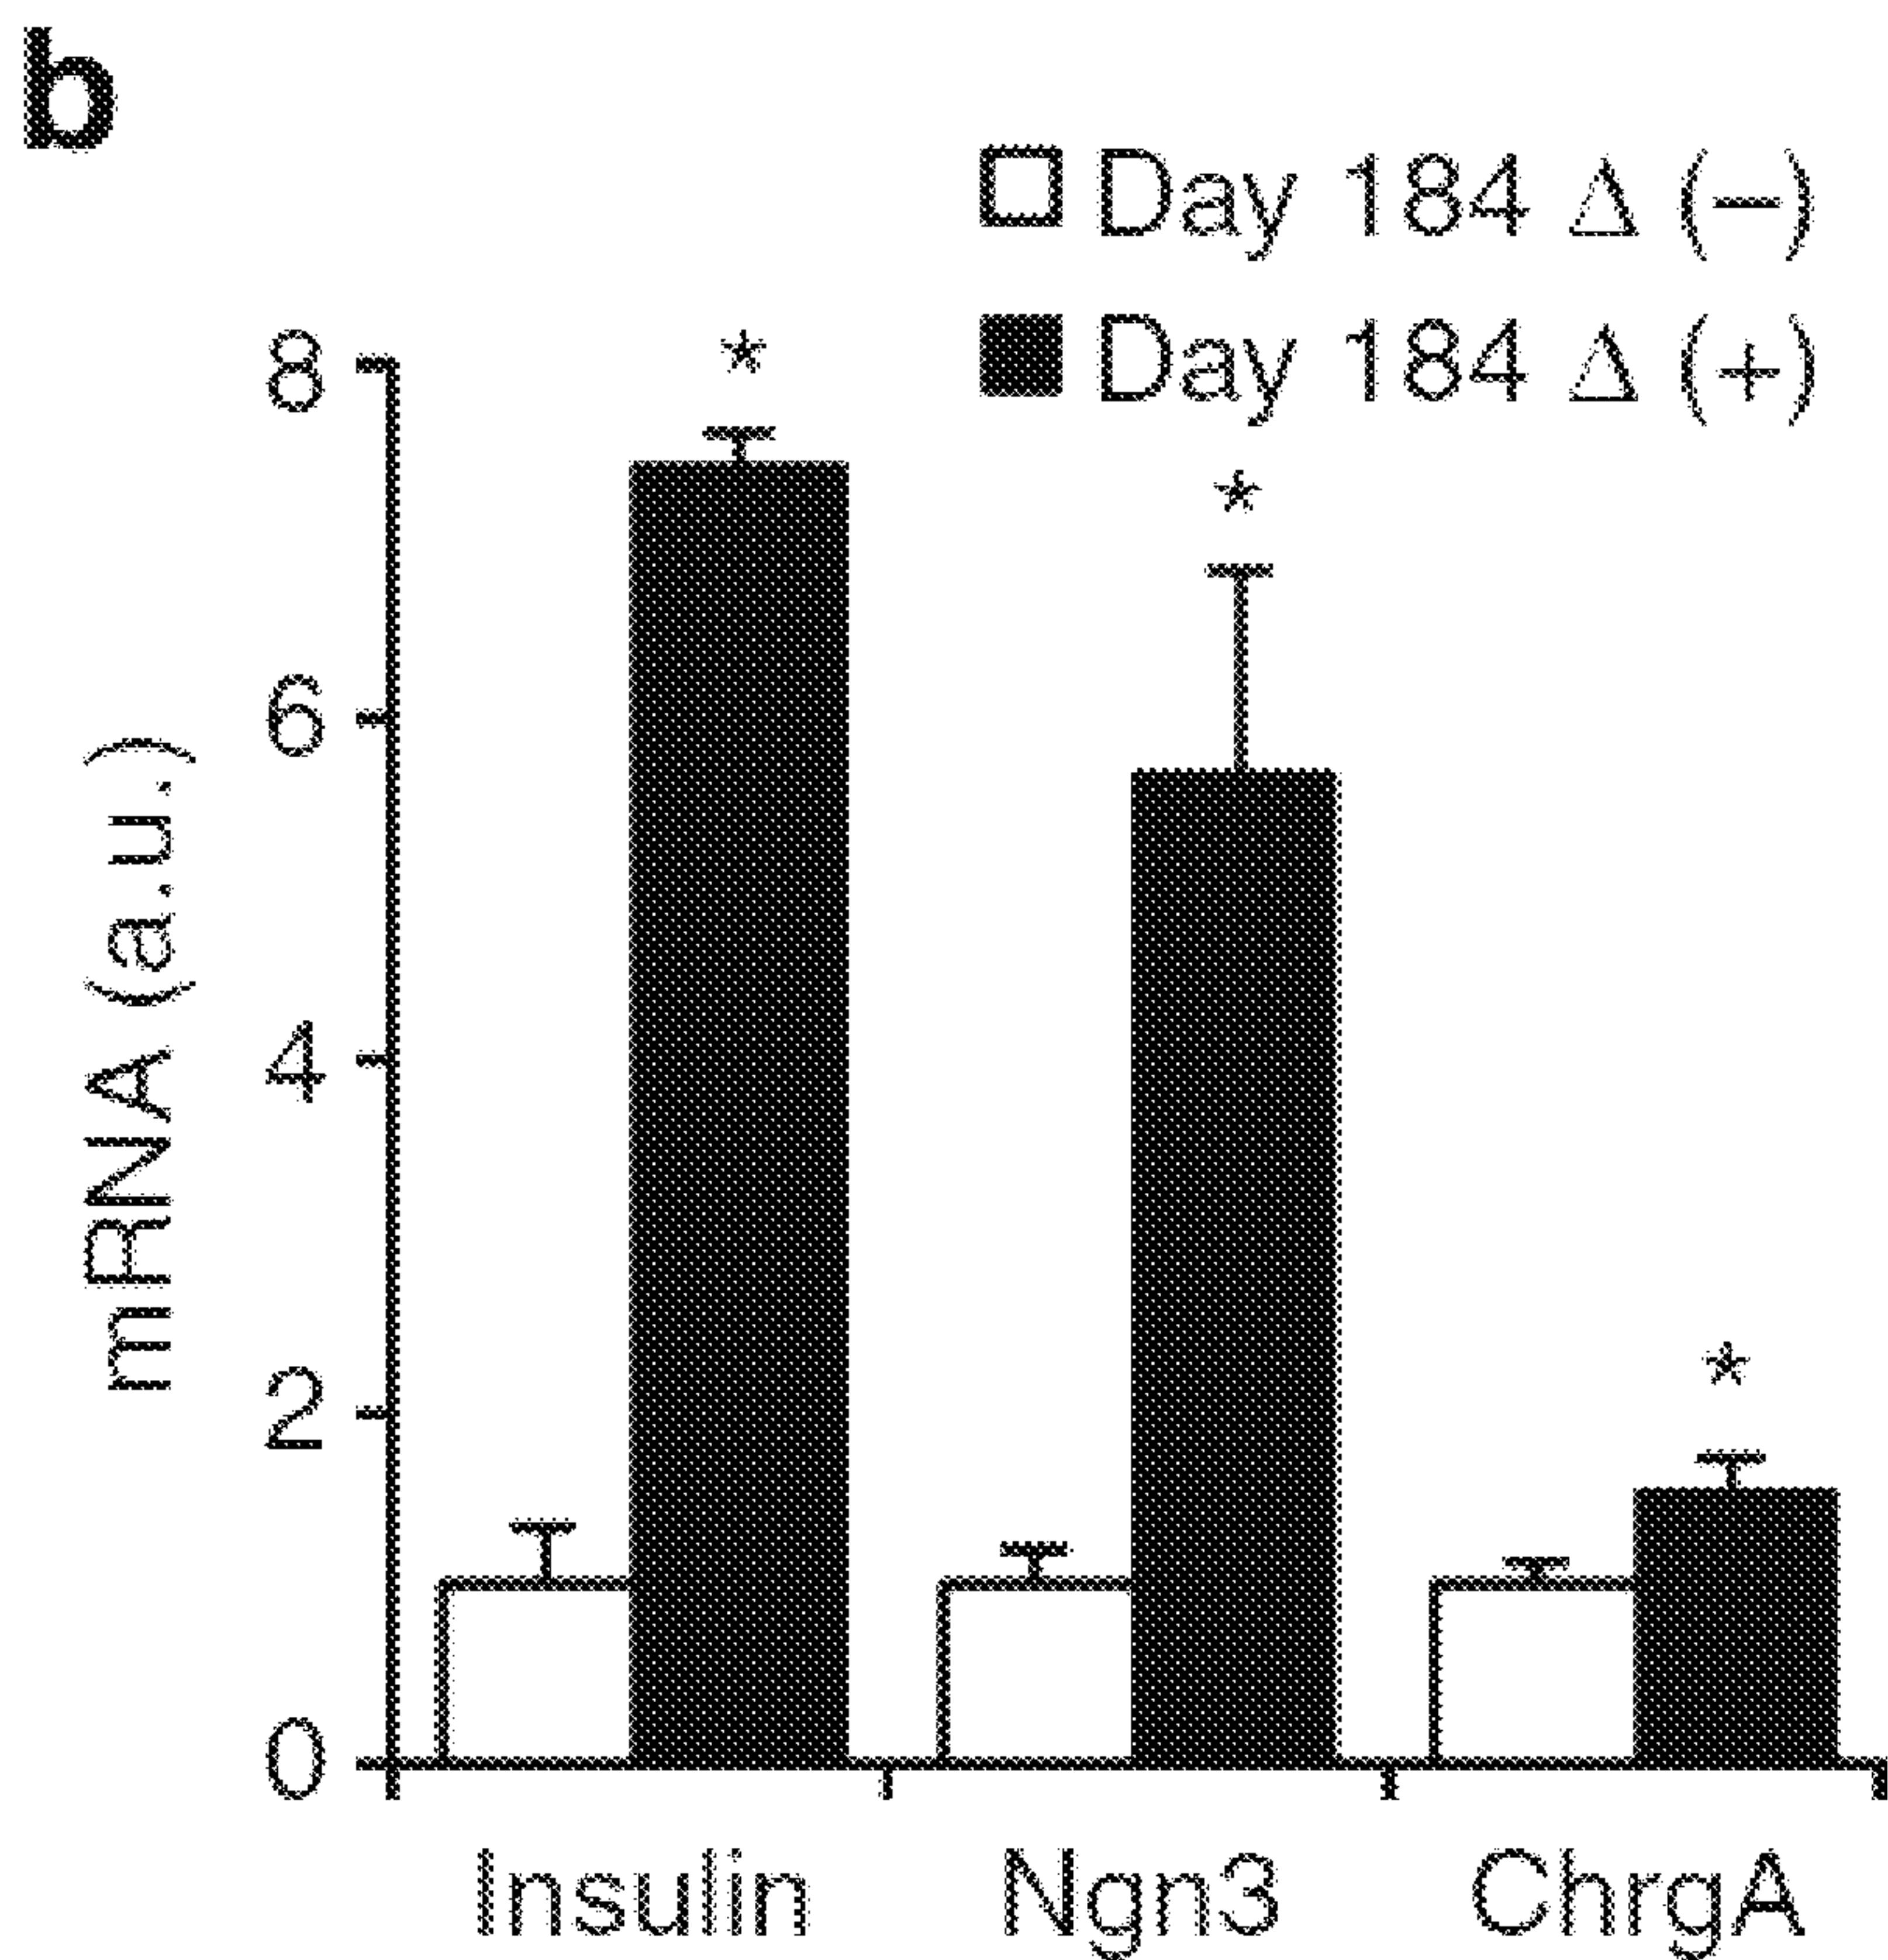 b
Day 184 Δ (−)
Day 184 Δ (+)
mRNA (a.u.)
8
6
4
2
0
*
*
*
Insulin
Ngn3
ChrgA